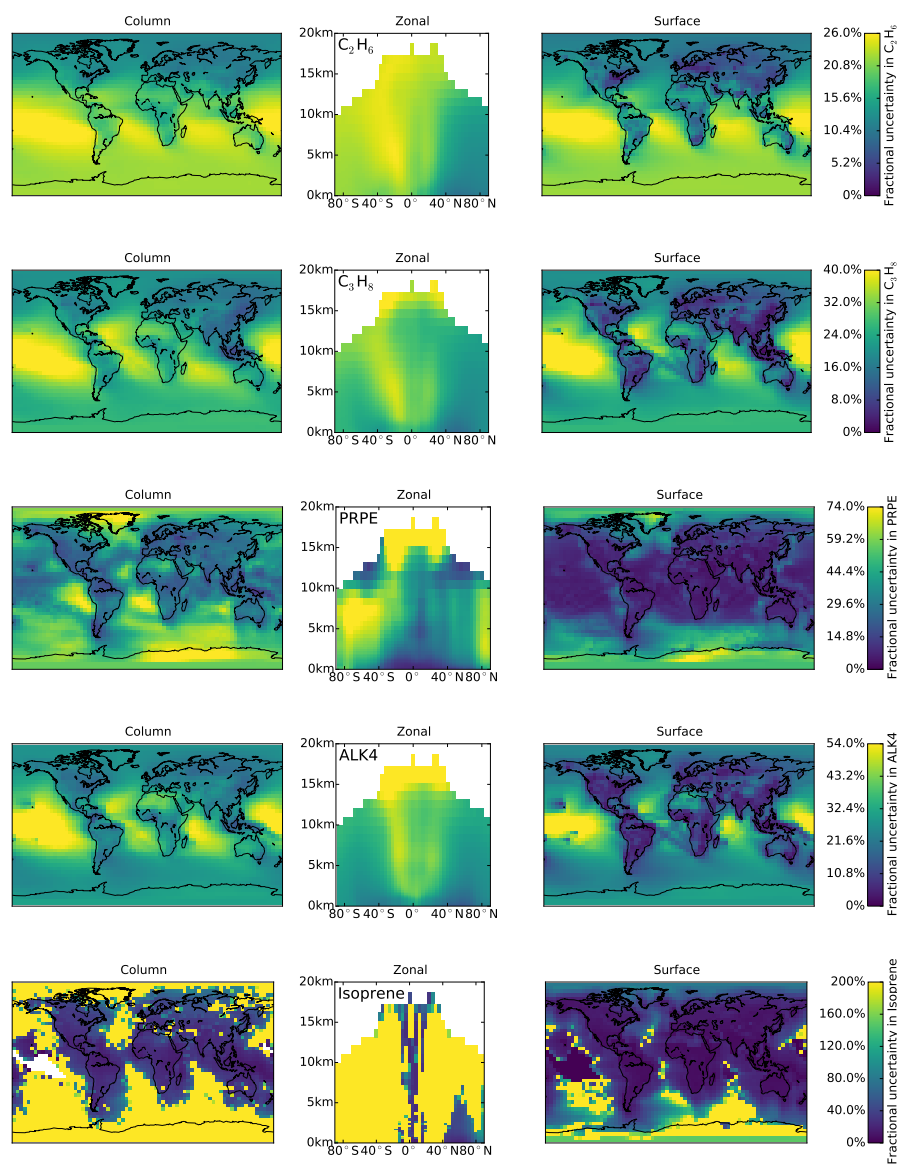 Column Zonal Surface
C2H6
20km
15km
10km
5km
0km
80°S 40°S 0° 40°N 80°N
26.0%
20.8%
15.6%
10.4%
5.2%
0%
Fractional uncertainty in C2H6
Column Zonal Surface
C3H8
20km
15km
10km
5km
0km
80°S 40°S 0° 40°N 80°N
40.0%
32.0%
24.0%
16.0%
8.0%
0%
Fractional uncertainty in C3H8
Column Zonal Surface
PRPE
20km
15km
10km
5km
0km
80°S 40°S 0° 40°N 80°N
74.0%
59.2%
44.4%
29.6%
14.8%
0%
Fractional uncertainty in PRPE
Column Zonal Surface
ALK4
20km
15km
10km
5km
0km
80°S 40°S 0° 40°N 80°N
54.0%
43.2%
32.4%
21.6%
10.8%
0%
Fractional uncertainty in ALK4
Column Zonal Surface
Isoprene
20km
15km
10km
5km
0km
80°S 40°S 0° 40°N 80°N
200%
160.0%
120.0%
80.0%
40.0%
0%
Fractional uncertainty in Isoprene